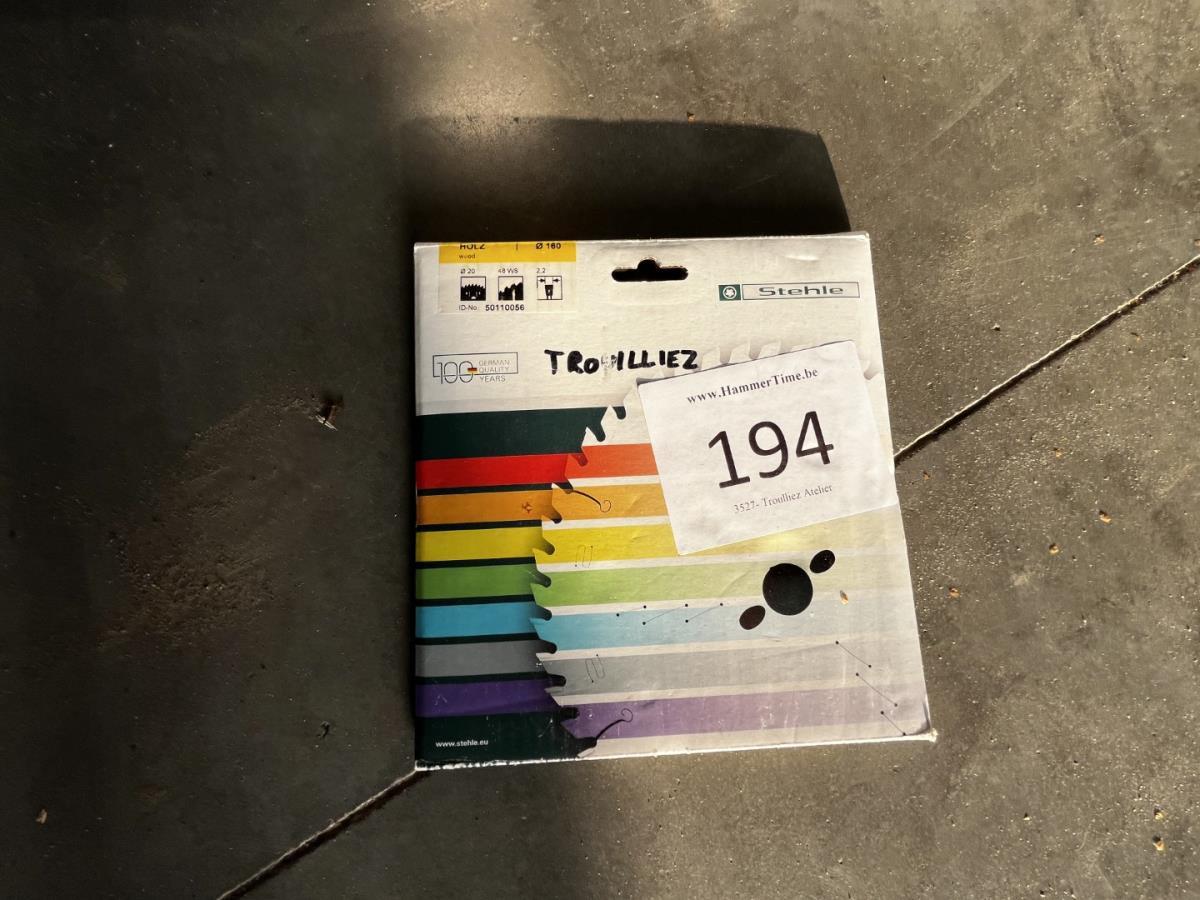 HOLZ | Ø 160
wood
Ø 20 48 WS 2,2
ID-No. 50110056
Stehle
100 GERMAN
QUALITY
YEARS
TROUILLIEZ
www.HammerTime.be
194
3527- Troulliez Atelier
www.stehle.eu